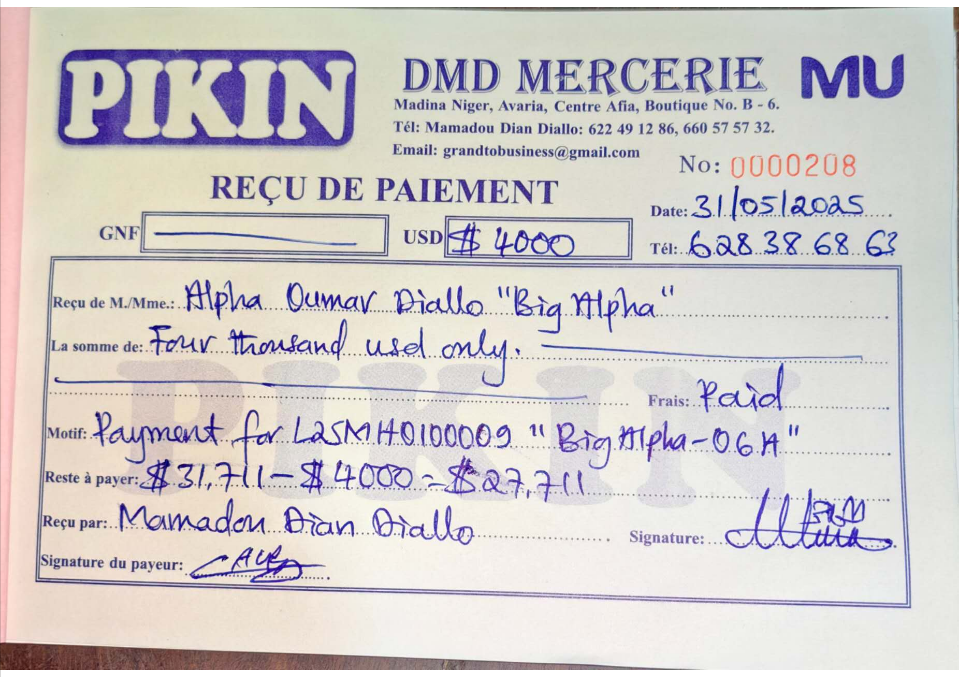 PIKIN
DMD MERCERIE MU
Madina Niger, Avaria, Centre Afia, Boutique No. B - 6.
Tél: Mamadou Dian Diallo: 622 49 12 86, 660 57 57 32.
Email: grandtobusiness@gmail.com
No: 0000208
REÇU DE PAIEMENT
Date: 31/05/2025
GNF USD $ 4000
Tél: 628 38 68 63
Reçu de M./Mme.: Alpha Oumar Diallo "Big Alpha"
La somme de: Four thousand usd only.
Frais: Paid
Motif: Payment for L25MH0100009 "Big Alpha-06H"
Reste à payer: $31,711-$4000=$27,711
Reçu par: Mamadou Dian Diallo
Signature:
Signature du payeur:
PIKIN